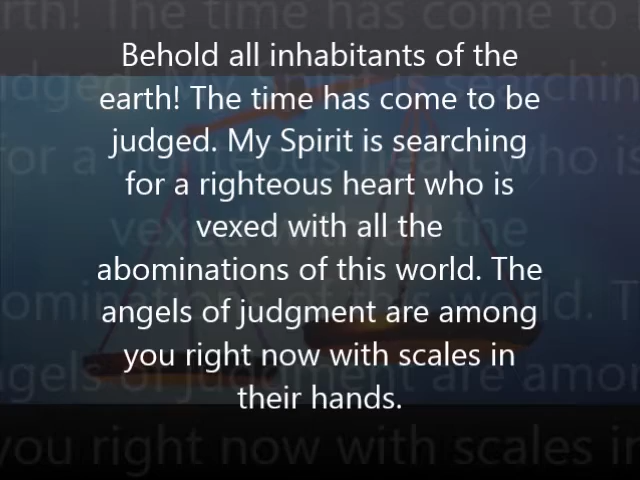 Behold all inhabitants of the
earth! The time has come to be
judged. My Spirit is searching
for a righteous heart who is
vexed with all the
abominations of this world. The
angels of judgment are among
you right now with scales in
their hands.